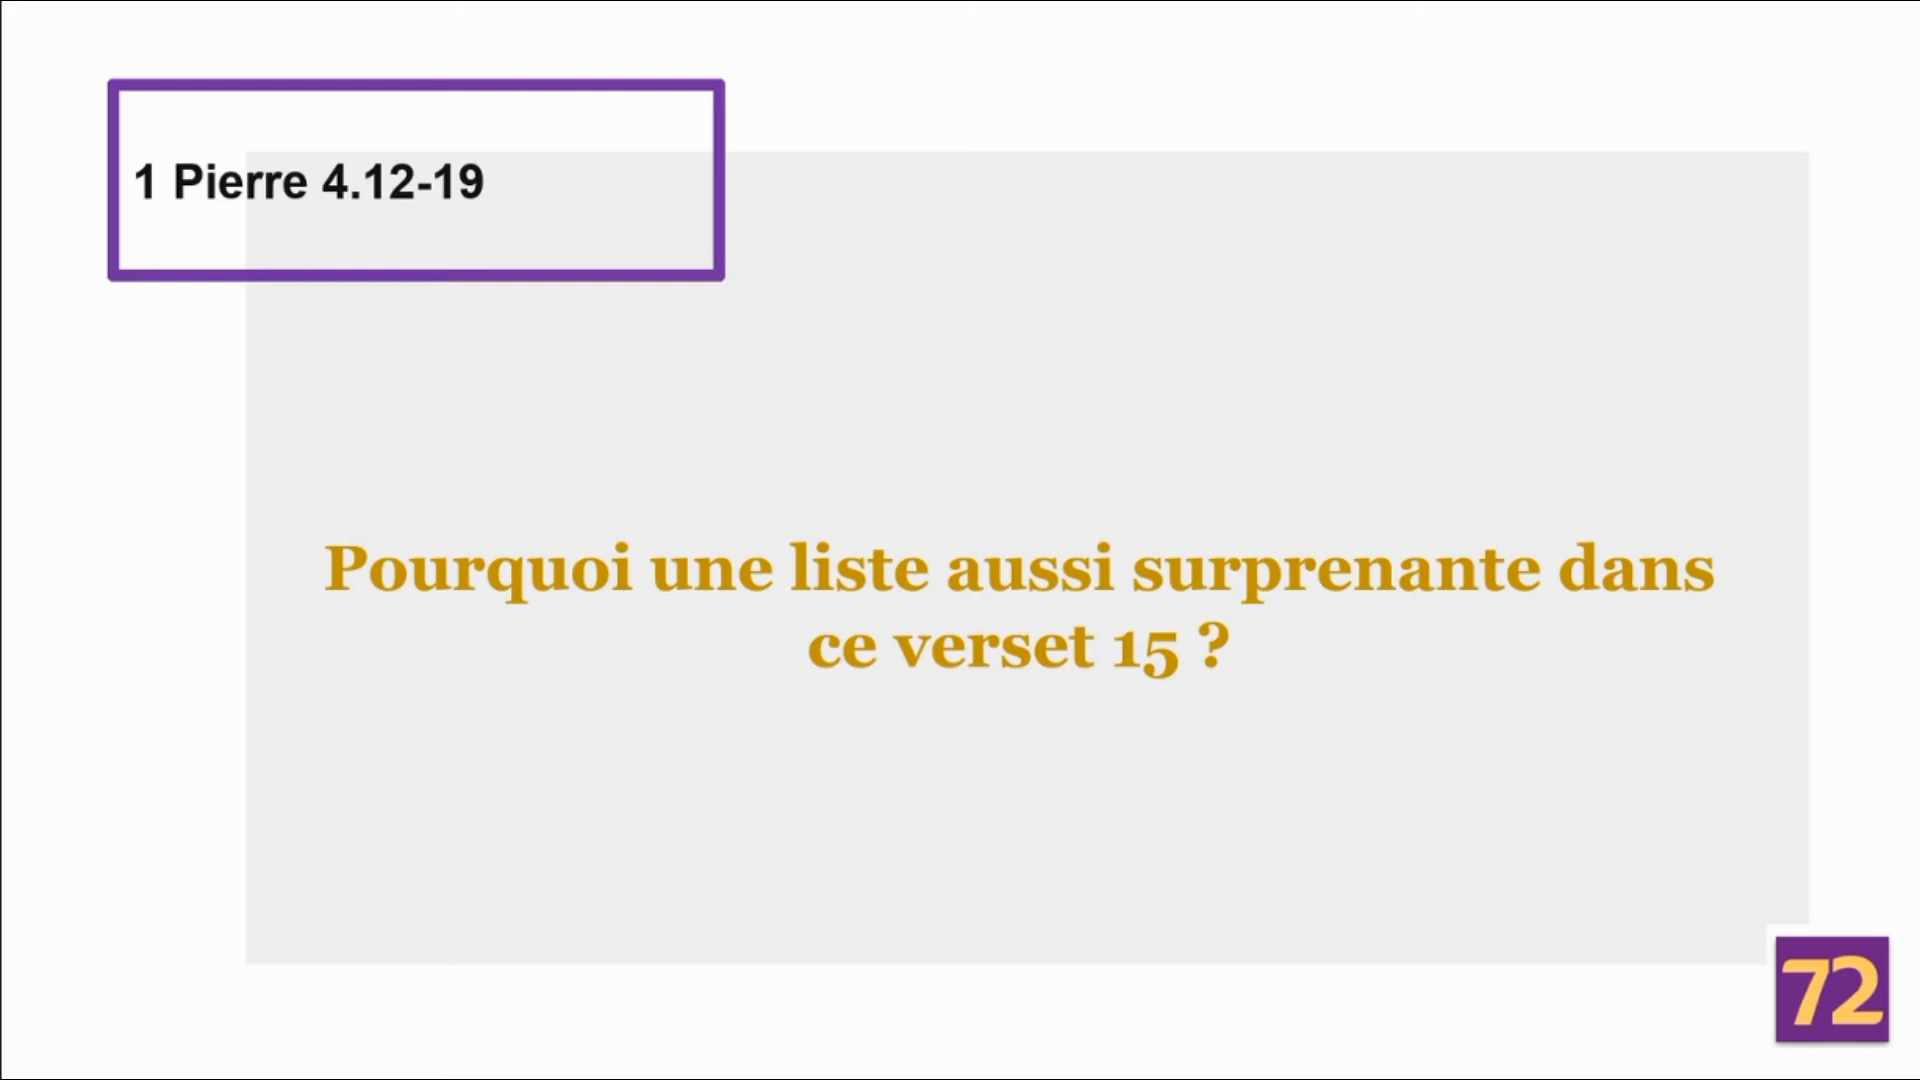 1 Pierre 4.12-19
Pourquoi une liste aussi surprenante dans
ce verset 15 ?
72